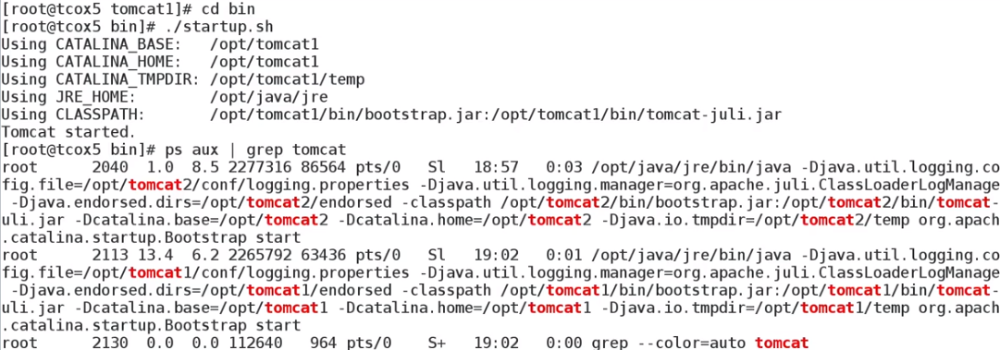 [root@tcox5 tomcat1]# cd bin
[root@tcox5 bin]# ./startup.sh
Using CATALINA_BASE:   /opt/tomcat1
Using CATALINA_HOME:   /opt/tomcat1
Using CATALINA_TMPDIR: /opt/tomcat1/temp
Using JRE_HOME:        /opt/java/jre
Using CLASSPATH:       /opt/tomcat1/bin/bootstrap.jar:/opt/tomcat1/bin/tomcat-juli.jar
Tomcat started.
[root@tcox5 bin]# ps aux | grep tomcat
root      2040  1.0  8.5 2277316 86564 pts/0   Sl   18:57   0:03 /opt/java/jre/bin/java -Djava.util.logging.co
fig.file=/opt/tomcat2/conf/logging.properties -Djava.util.logging.manager=org.apache.juli.ClassLoaderLogManage
 -Djava.endorsed.dirs=/opt/tomcat2/endorsed -classpath /opt/tomcat2/bin/bootstrap.jar:/opt/tomcat2/bin/tomcat-
uli.jar -Dcatalina.base=/opt/tomcat2 -Dcatalina.home=/opt/tomcat2 -Djava.io.tmpdir=/opt/tomcat2/temp org.apach
.catalina.startup.Bootstrap start
root      2113 13.4  6.2 2265792 63436 pts/0   Sl   19:02   0:01 /opt/java/jre/bin/java -Djava.util.logging.co
fig.file=/opt/tomcat1/conf/logging.properties -Djava.util.logging.manager=org.apache.juli.ClassLoaderLogManage
 -Djava.endorsed.dirs=/opt/tomcat1/endorsed -classpath /opt/tomcat1/bin/bootstrap.jar:/opt/tomcat1/bin/tomcat-
uli.jar -Dcatalina.base=/opt/tomcat1 -Dcatalina.home=/opt/tomcat1 -Djava.io.tmpdir=/opt/tomcat1/temp org.apach
.catalina.startup.Bootstrap start
root      2130  0.0  0.0 112640   964 pts/0    S+   19:02   0:00 grep --color=auto tomcat